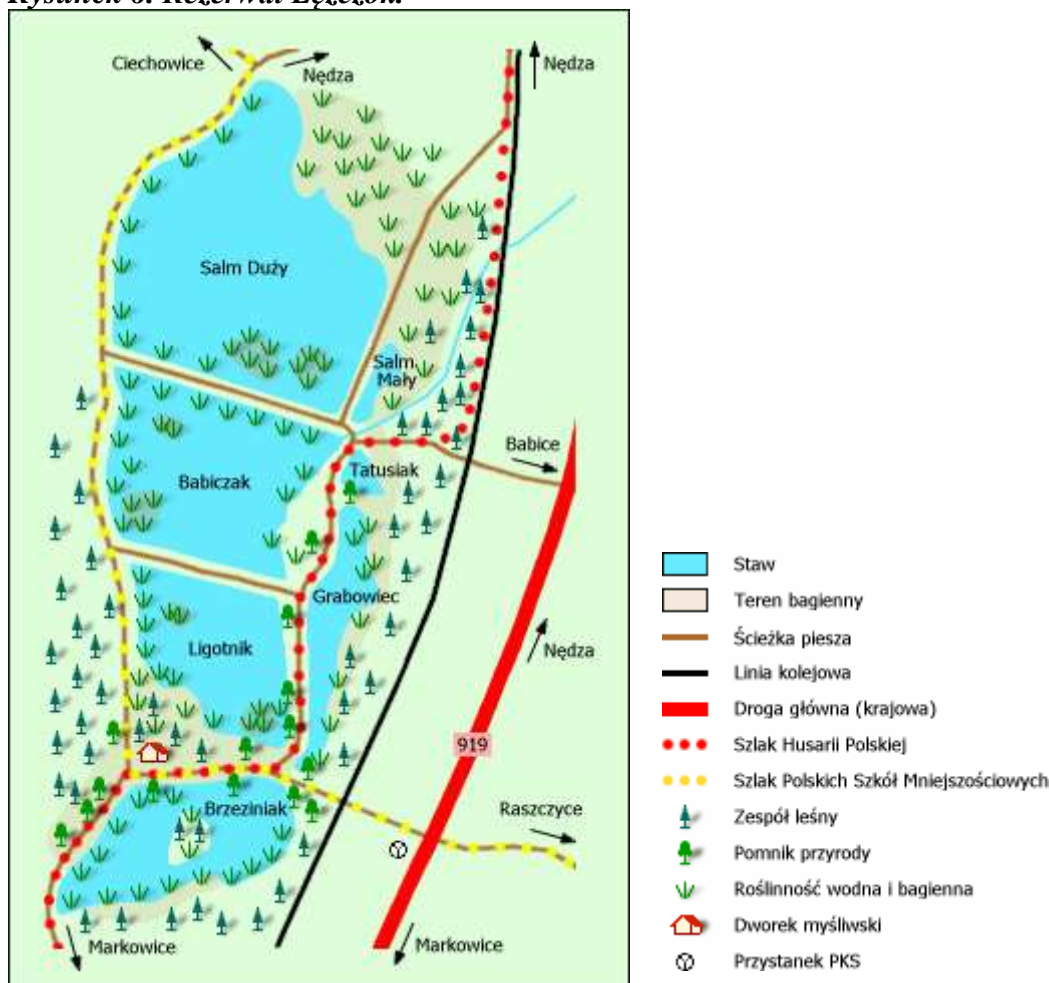 Rysunek Rezerwat Łężczok.
Ciechowice
Nędza
Nędza
Salm Duży
Salm
Mały
Babice
Tatusiak
Babiczak
Grabowiec
Ligotnik
Nędza
919
Brzeziniak
Raszczyce
Markowice
Markowice
Staw
Teren bagienny
Ścieżka piesza
Linia kolejowa
Droga główna (krajowa)
Szlak Husarii Polskiej
Szlak Polskich Szkół Mniejszościowych
Zespół leśny
Pomnik przyrody
Roślinność wodna i bagienna
Dworek myśliwski
Przystanek PKS